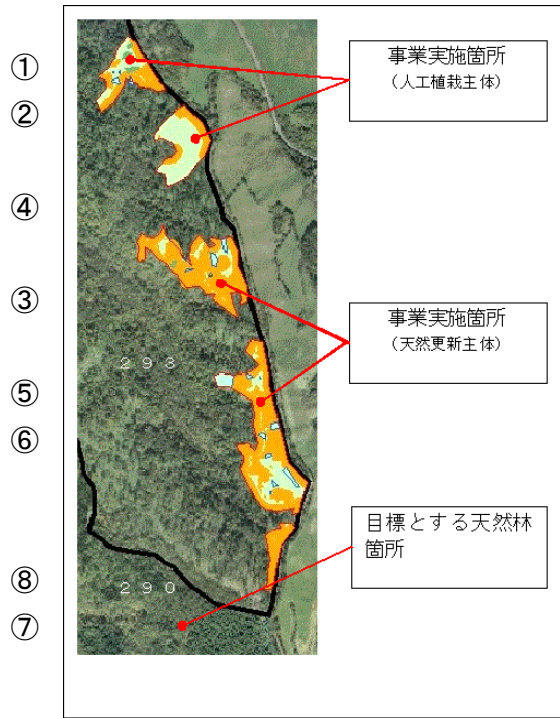 ①
②
④
③
⑤
⑥
⑧
⑦
事業実施箇所
（人工植栽主体）
事業実施箇所
（天然更新主体）
目標とする天然林
箇所
293
290